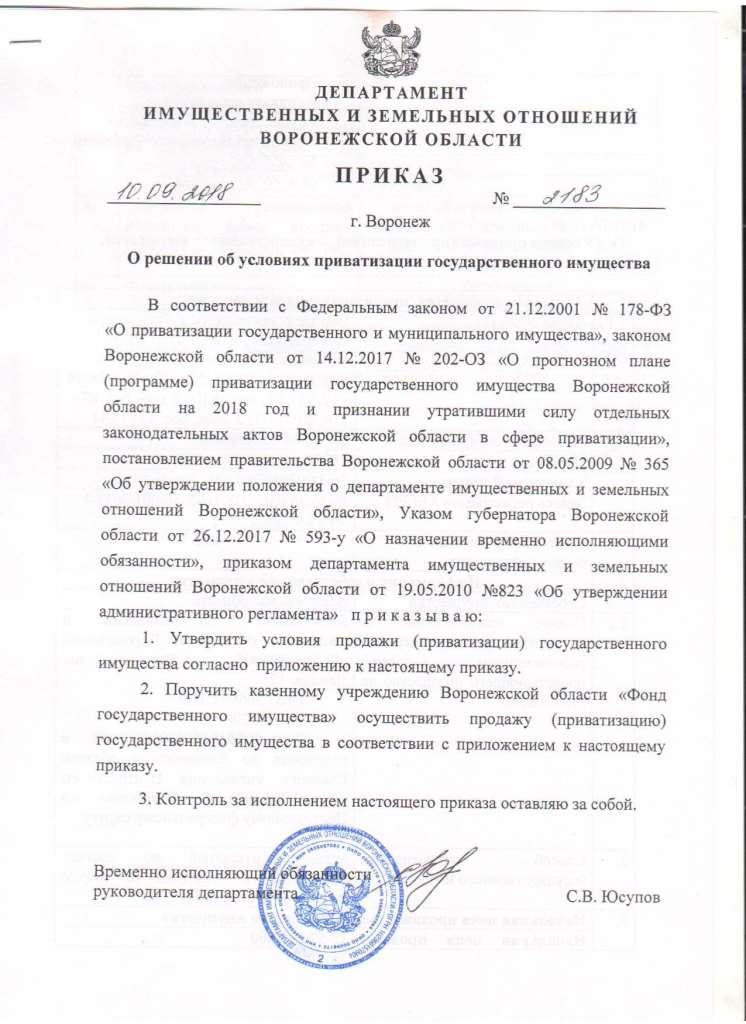 ДЕПАРТАМЕНТ
ИМУЩЕСТВЕННЫХ И ЗЕМЕЛЬНЫХ ОТНОШЕНИЙ
ВОРОНЕЖСКОЙ ОБЛАСТИ
ПРИКАЗ
10.09.2018 № 2183
г. Воронеж
О решении об условиях приватизации государственного имущества
В соответствии с Федеральным законом от 21.12.2001 № 178-ФЗ
«О приватизации государственного и муниципального имущества», законом
Воронежской области от 14.12.2017 № 202-ОЗ «О прогнозном плане
(программе) приватизации государственного имущества Воронежской
области на 2018 год и признании утратившими силу отдельных
законодательных актов Воронежской области в сфере приватизации»,
постановлением правительства Воронежской области от 08.05.2009 № 365
«Об утверждении положения о департаменте имущественных и земельных
отношений Воронежской области», Указом губернатора Воронежской
области от 26.12.2017 № 593-у «О назначении временно исполняющими
обязанности», приказом департамента имущественных и земельных
отношений Воронежской области от 19.05.2010 №823 «Об утверждении
административного регламента» п р и к а з ы в а ю:
1. Утвердить условия продажи (приватизации) государственного
имущества согласно приложению к настоящему приказу.
2. Поручить казенному учреждению Воронежской области «Фонд
государственного имущества» осуществить продажу (приватизацию)
государственного имущества в соответствии с приложением к настоящему
приказу.
3. Контроль за исполнением настоящего приказа оставляю за собой.
Временно исполняющий обязанности
руководителя департамента С.В. Юсупов
2